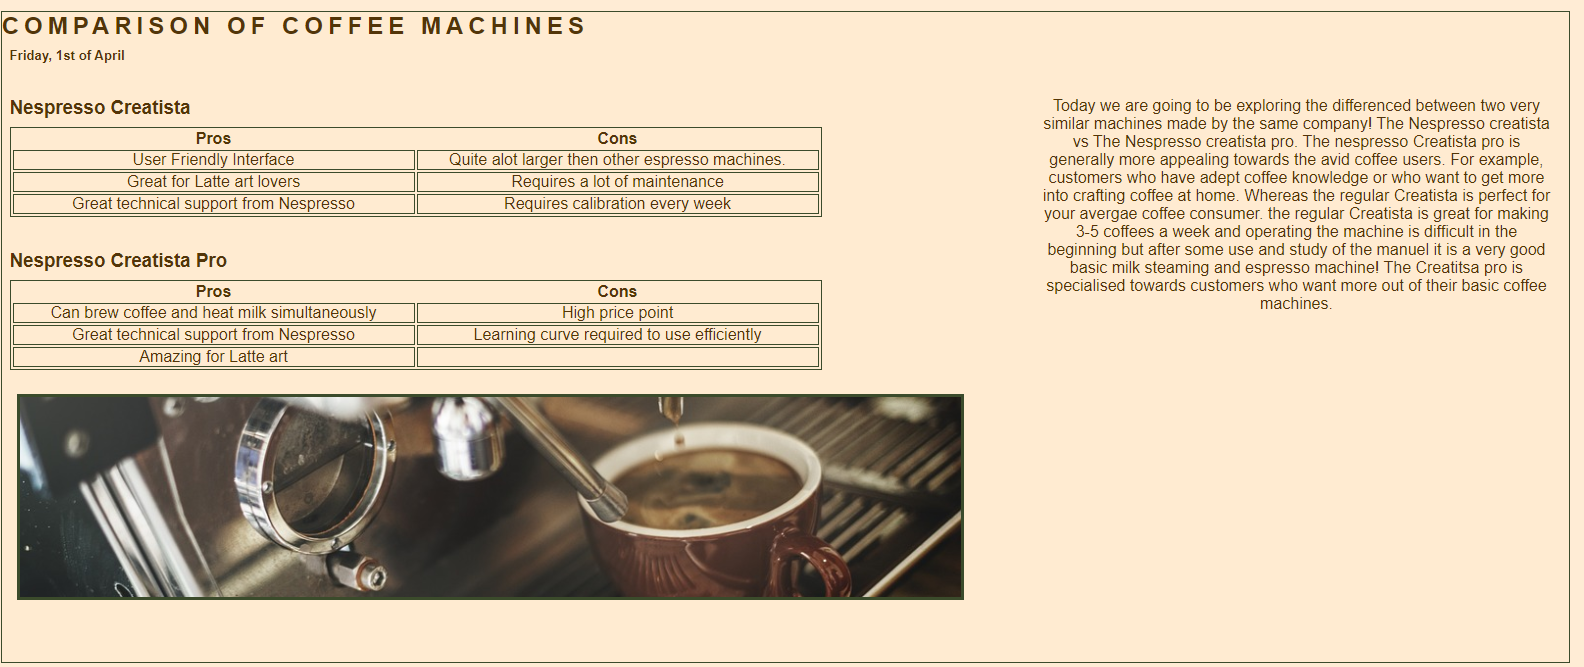 COMPARISON OF COFFEE MACHINES
Friday, 1st of April
Nespresso Creatista
Pros Cons
User Friendly Interface Quite alot larger then other espresso machines.
Great for Latte art lovers Requires a lot of maintenance
Great technical support from Nespresso Requires calibration every week
Nespresso Creatista Pro
Pros Cons
Can brew coffee and heat milk simultaneously High price point
Great technical support from Nespresso Learning curve required to use efficiently
Amazing for Latte art
Today we are going to be exploring the differenced between two very
similar machines made by the same company! The Nespresso creatista
vs The Nespresso creatista pro. The nespresso Creatista pro is
generally more appealing towards the avid coffee users. For example,
customers who have adept coffee knowledge or who want to get more
into crafting coffee at home. Whereas the regular Creatista is perfect for
your avergae coffee consumer. the regular Creatista is great for making
3-5 coffees a week and operating the machine is difficult in the
beginning but after some use and study of the manuel it is a very good
basic milk steaming and espresso machine! The Creatitsa pro is
specialised towards customers who want more out of their basic coffee
machines.